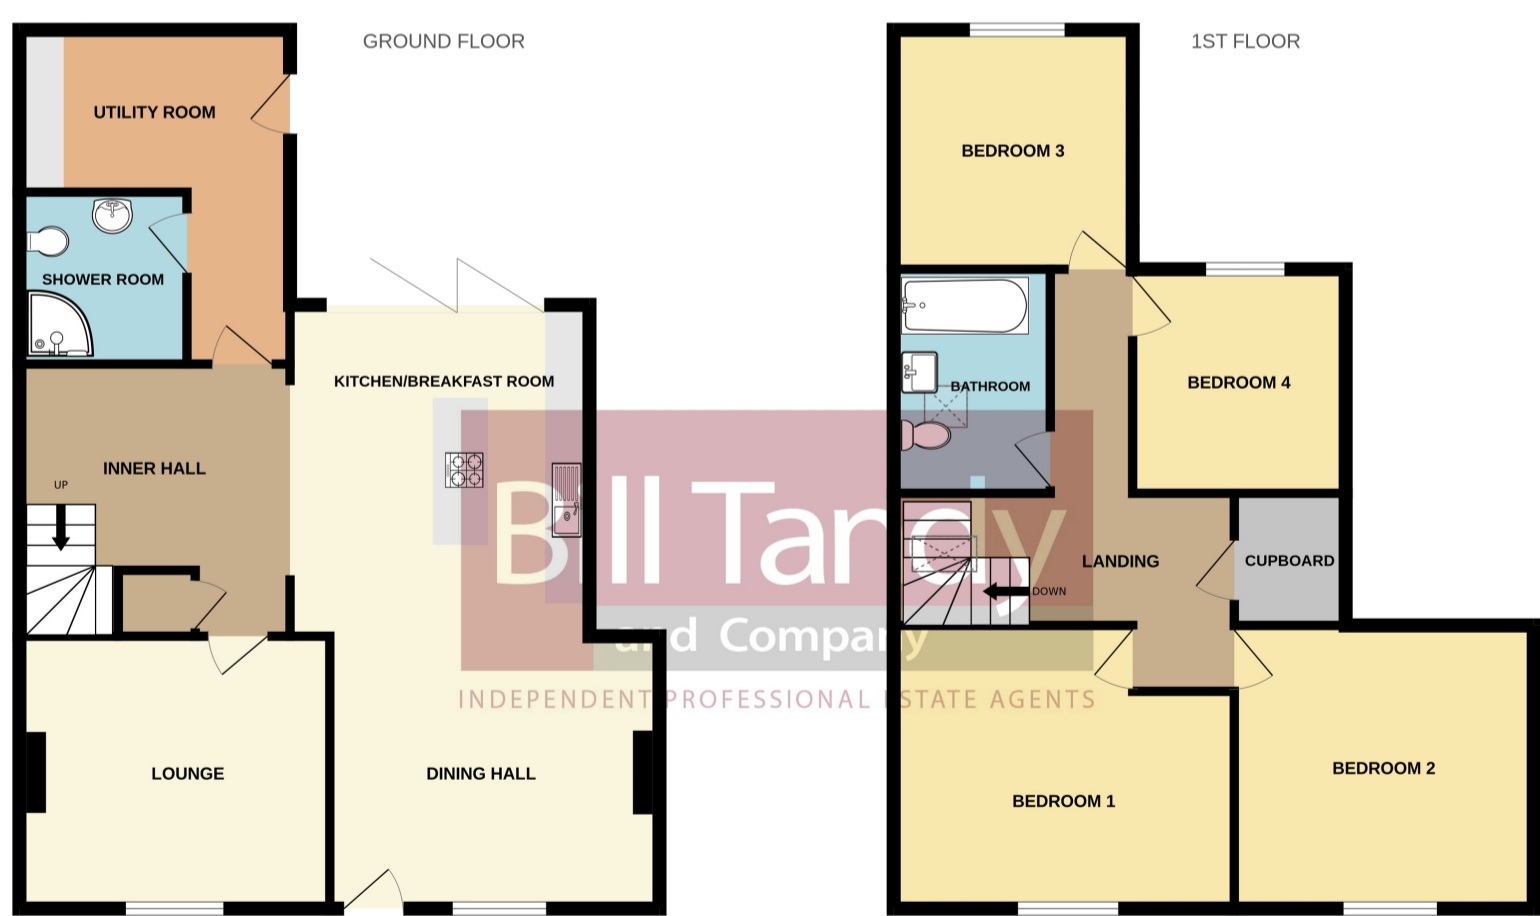 GROUND FLOOR
UTILITY ROOM
SHOWER ROOM
KITCHEN/BREAKFAST ROOM
INNER HALL
UP
LOUNGE
DINING HALL
1ST FLOOR
BEDROOM 3
BATHROOM
BEDROOM 4
LANDING
CUPBOARD
DOWN
BEDROOM 1
BEDROOM 2
Bill Tandy
and Company
INDEPENDENT PROFESSIONAL ESTATE AGENTS